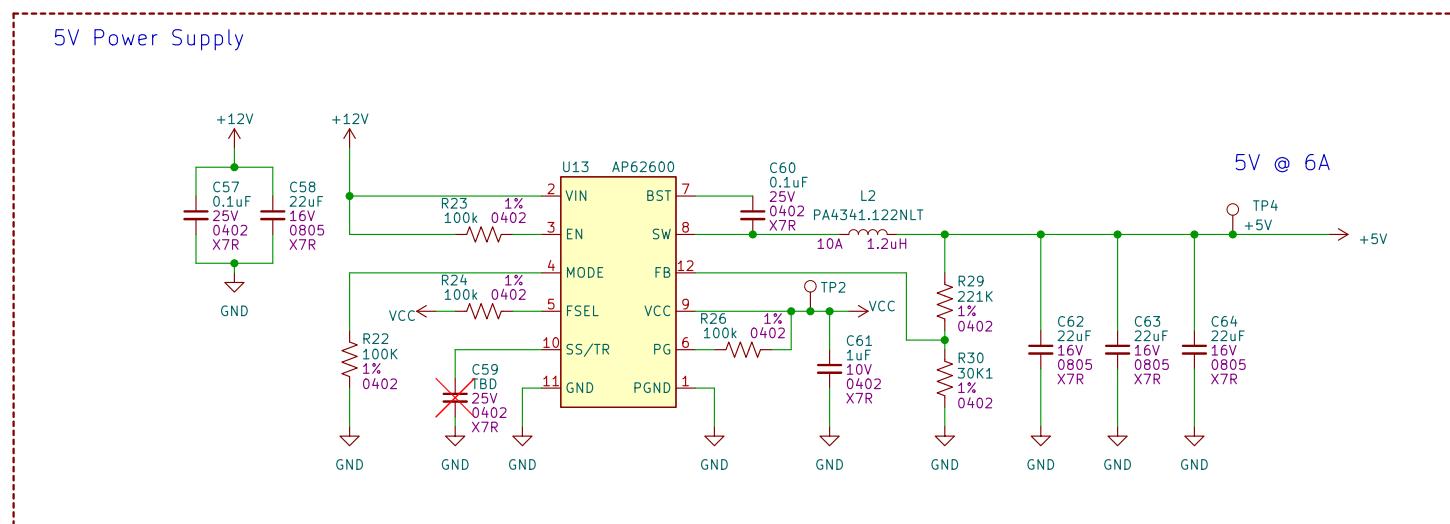 5V Power Supply
+12V
C57
0.1uF
25V
0402
X7R
C58
22uF
16V
0805
X7R
GND
+12V
R23
100k
1%
0402
R24
100k
1%
0402
VCC
R22
100K
1%
0402
GND
C59
TBD
25V
0402
X7R
GND
GND
U13 AP62600
2 VIN
3 EN
4 MODE
5 FSEL
10 SS/TR
11 GND
BST 7
SW 8
FB 12
VCC 9
PG 6
PGND 1
GND
C60
0.1uF
25V
0402
X7R
L2
PA4341.122NLT
10A 1.2uH
TP2
VCC
R26
100k
1%
0402
C61
1uF
10V
0402
X7R
GND
R29
221K
1%
0402
R30
30K1
1%
0402
GND
C62
22uF
16V
0805
X7R
GND
C63
22uF
16V
0805
X7R
GND
C64
22uF
16V
0805
X7R
GND
5V @ 6A
TP4
+5V
+5V